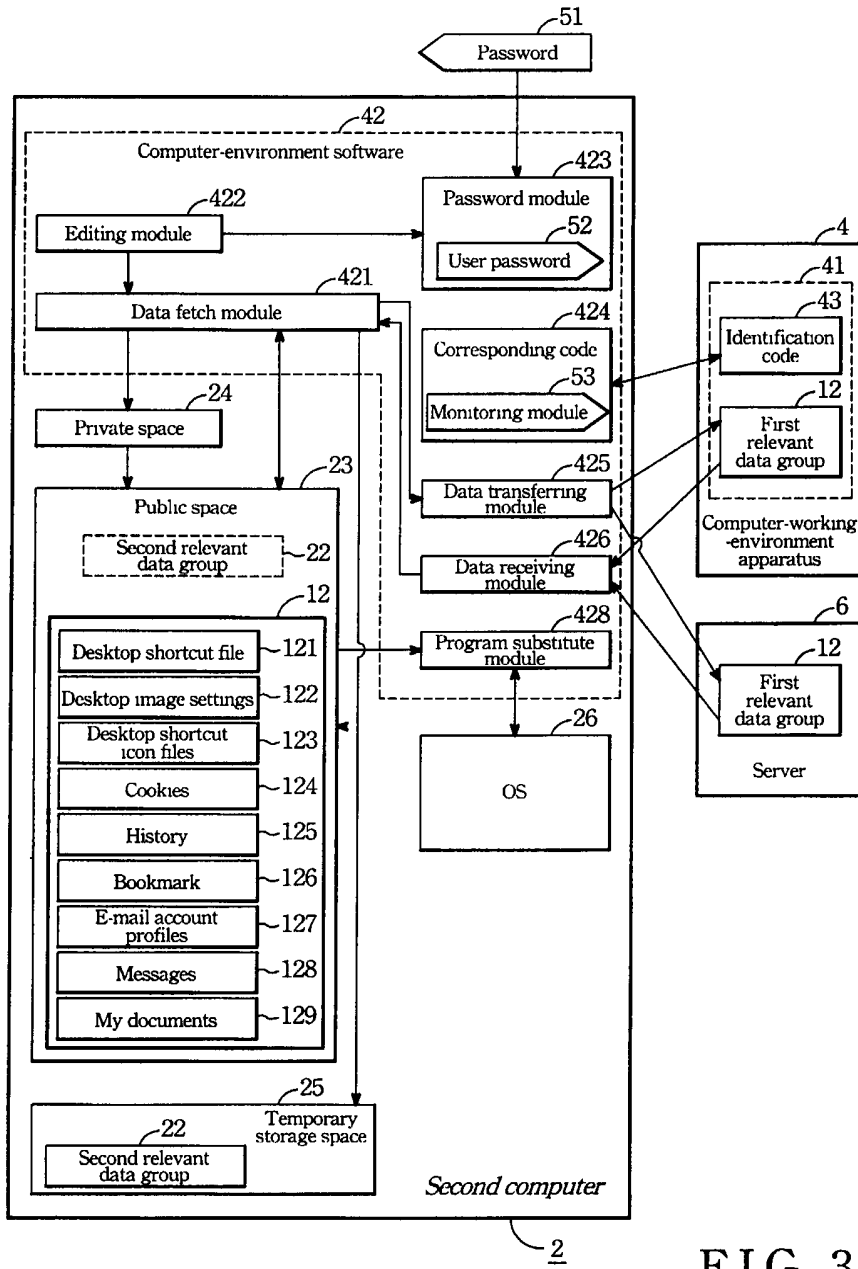 51
Password
42
Computer-environment software
423
Password module
52
User password
422
Editing module
421
Data fetch module
424
Corresponding code
53
Monitoring module
4
41
43
Identification
code
12
First
relevant
data group
Computer-working
-environment
apparatus
24
Private space
23
Public space
Second relevant
data group
22
425
Data transferring
module
426
Data receiving
module
428
Program substitute
module
12
Desktop shortcut file
121
Desktop image settings
122
Desktop shortcut
icon files
123
Cookies
124
History
125
Bookmark
126
E-mail account
profiles
127
Messages
128
My documents
129
26
OS
6
12
First
relevant
data group
Server
25
Temporary
storage space
22
Second relevant
data group
Second computer
2
FIG. 3